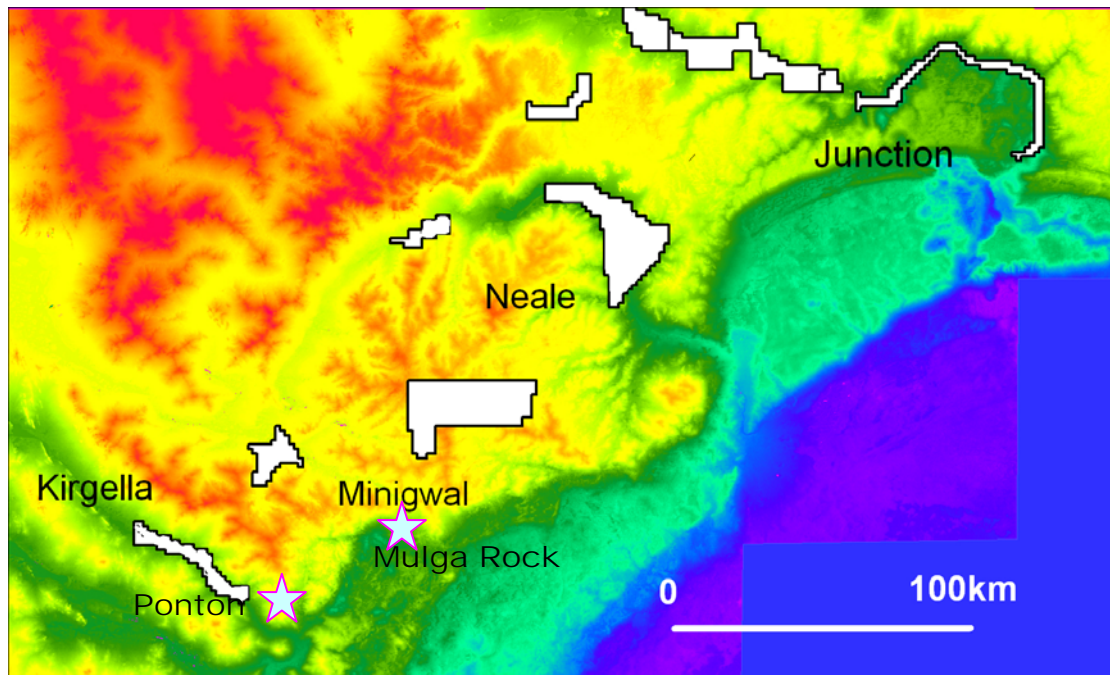 Junction
Neale
Kirgella
Minigwal
Mulga Rock
Ponton
0 100km